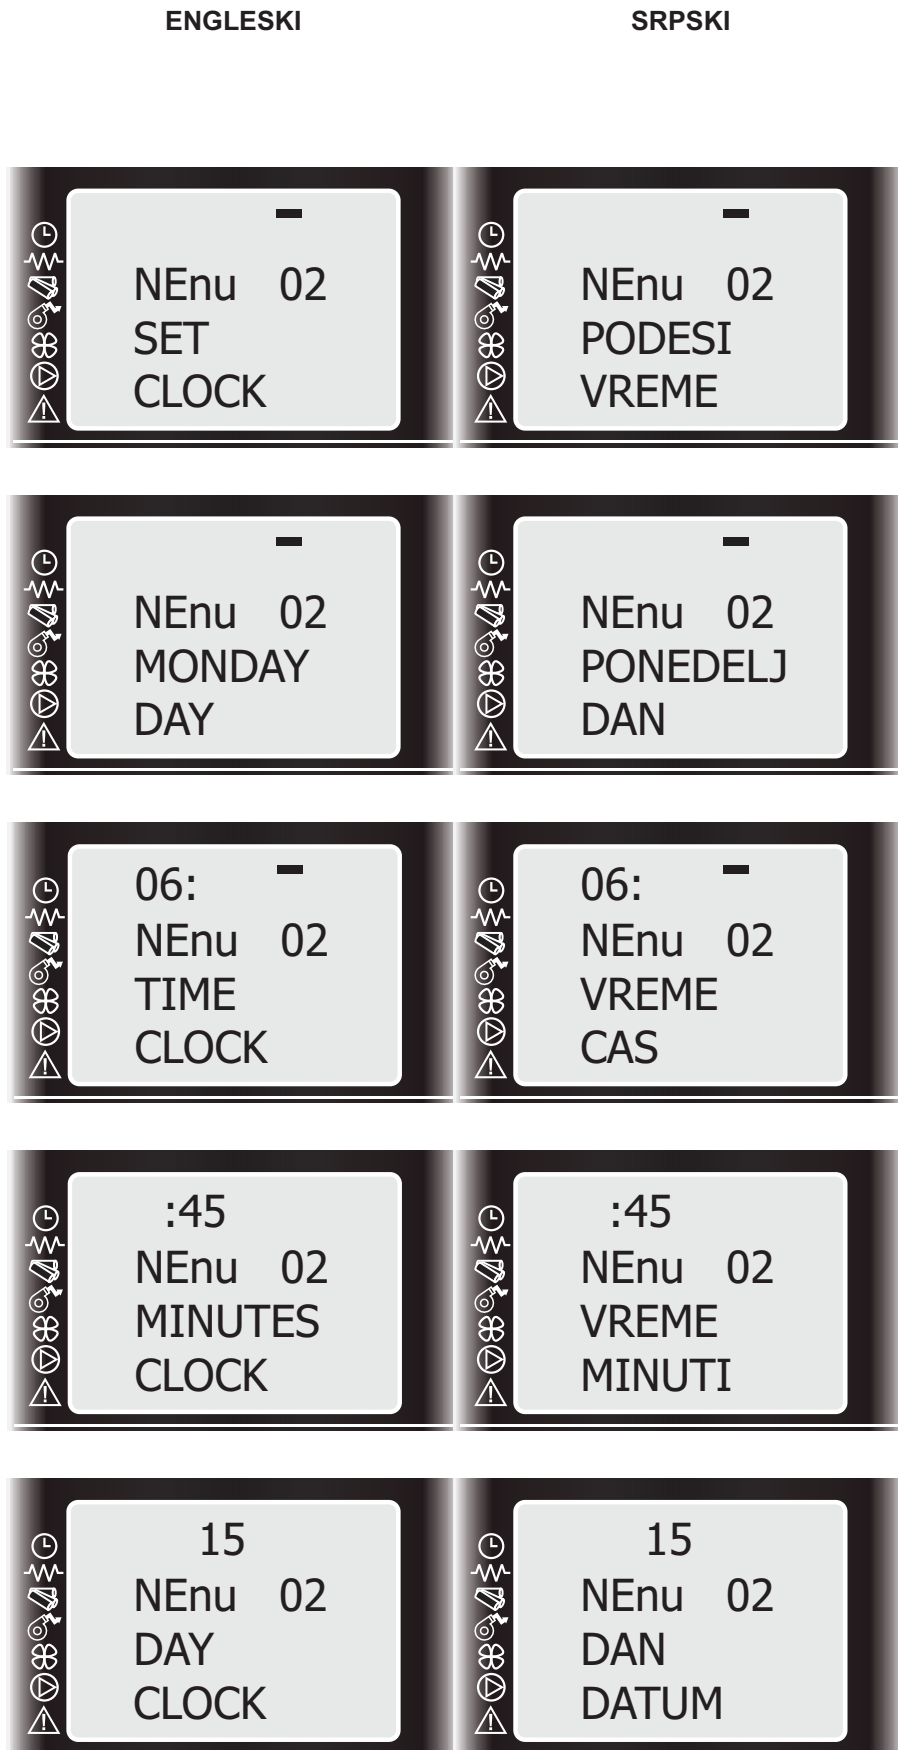 ENGLESKI
SRPSKI
NEnu 02
SET
CLOCK
NEnu 02
PODESI
VREME
NEnu 02
MONDAY
DAY
NEnu 02
PONEDELJ
DAN
06:
NEnu 02
TIME
CLOCK
06:
NEnu 02
VREME
CAS
:45
NEnu 02
MINUTES
CLOCK
:45
NEnu 02
VREME
MINUTI
15
NEnu 02
DAY
CLOCK
15
NEnu 02
DAN
DATUM